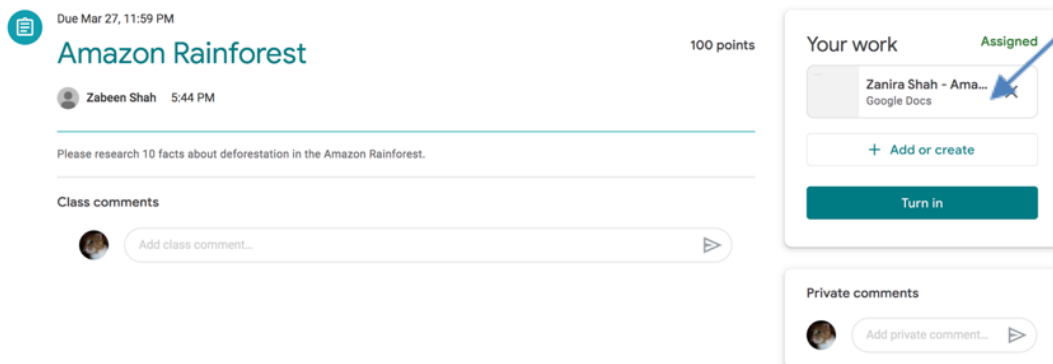 Due Mar 27, 11:59 PM
Amazon Rainforest
100 points
Zabeen Shah 5:44 PM
Please research 10 facts about deforestation in the Amazon Rainforest.
Class comments
Add class comment...
Your work
Assigned
Zanira Shah - Ama...
Google Docs
+ Add or create
Turn in
Private comments
Add private comment...